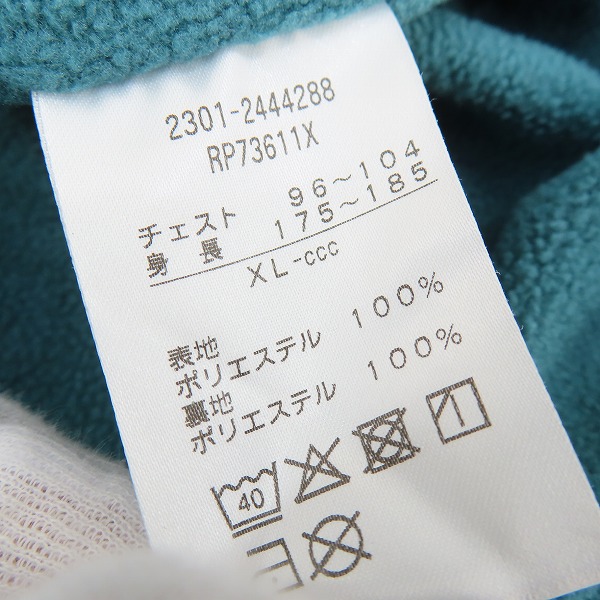 2301-2444288
RP73611X
チェスト 96～104
身長 175～185
XL-ccc
表地
ポリエステル 100%
裏地
ポリエステル 100%
40